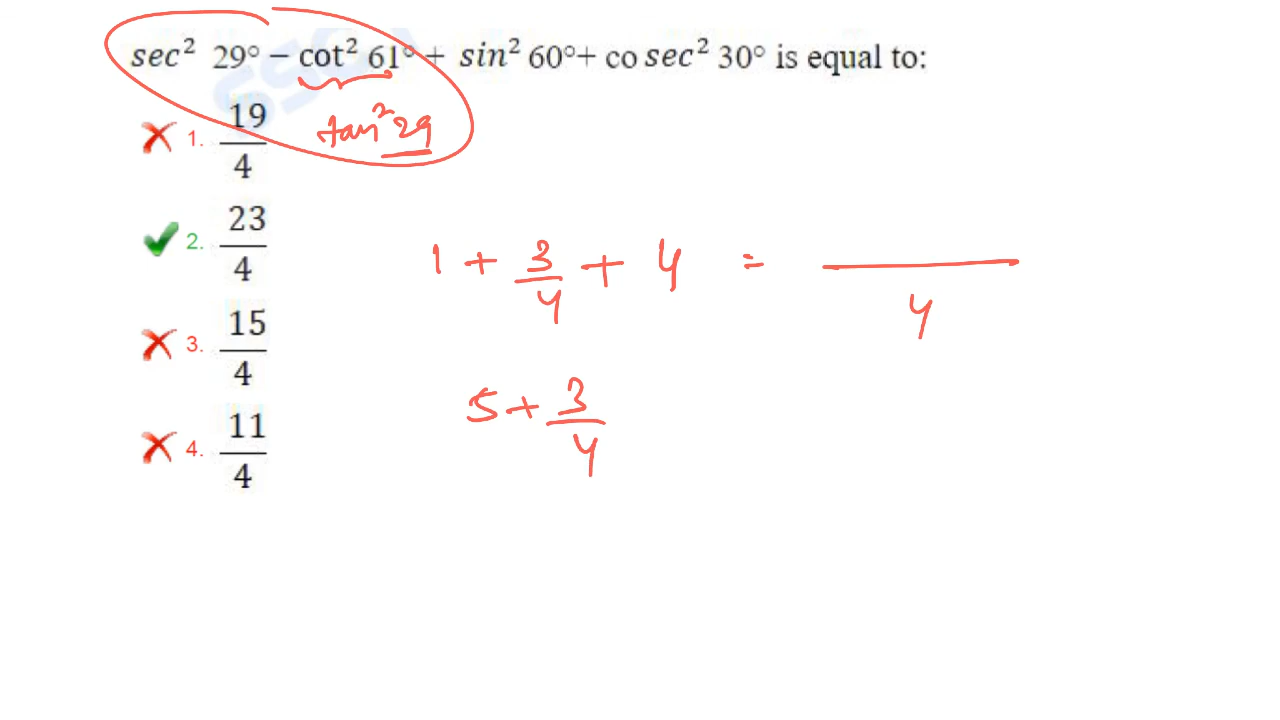 sec² 29° − cot² 61° + sin² 60°+ co sec² 30° is equal to:
tan² 29
1. 19/4
2. 23/4
1 + 3/4 + 4 = /4
3. 15/4
5 + 3/4
4. 11/4